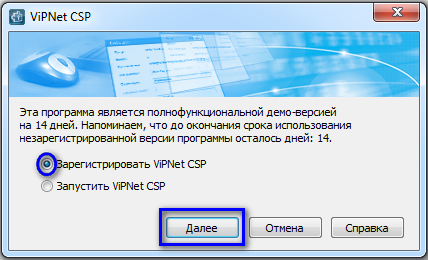 ViPNet CSP
Эта программа является полнофункциональной демо-версией
на 14 дней. Напоминаем, что до окончания срока использования
незарегистрированной версии программы осталось дней: 14.
Зарегистрировать ViPNet CSP
Запустить ViPNet CSP
Далее Отмена Справка